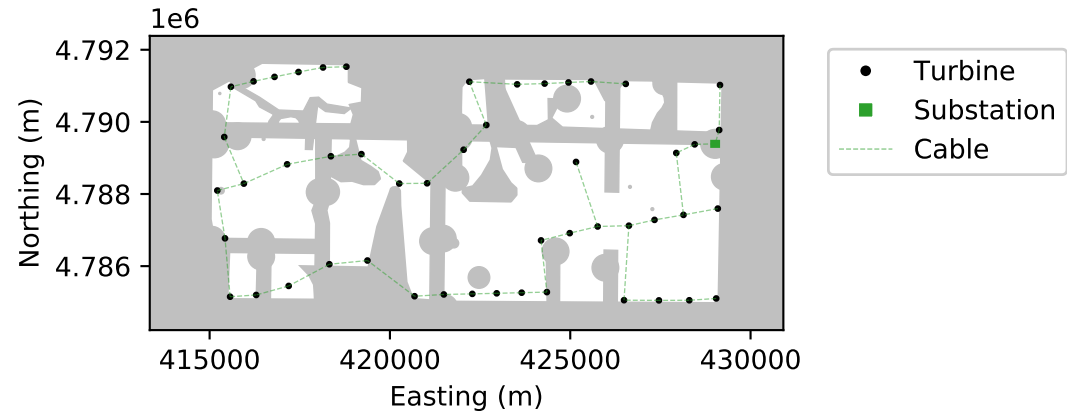 1e6
4.792
4.790
4.788
4.786
Northing (m)
415000 420000 425000 430000
Easting (m)
Turbine
Substation
Cable